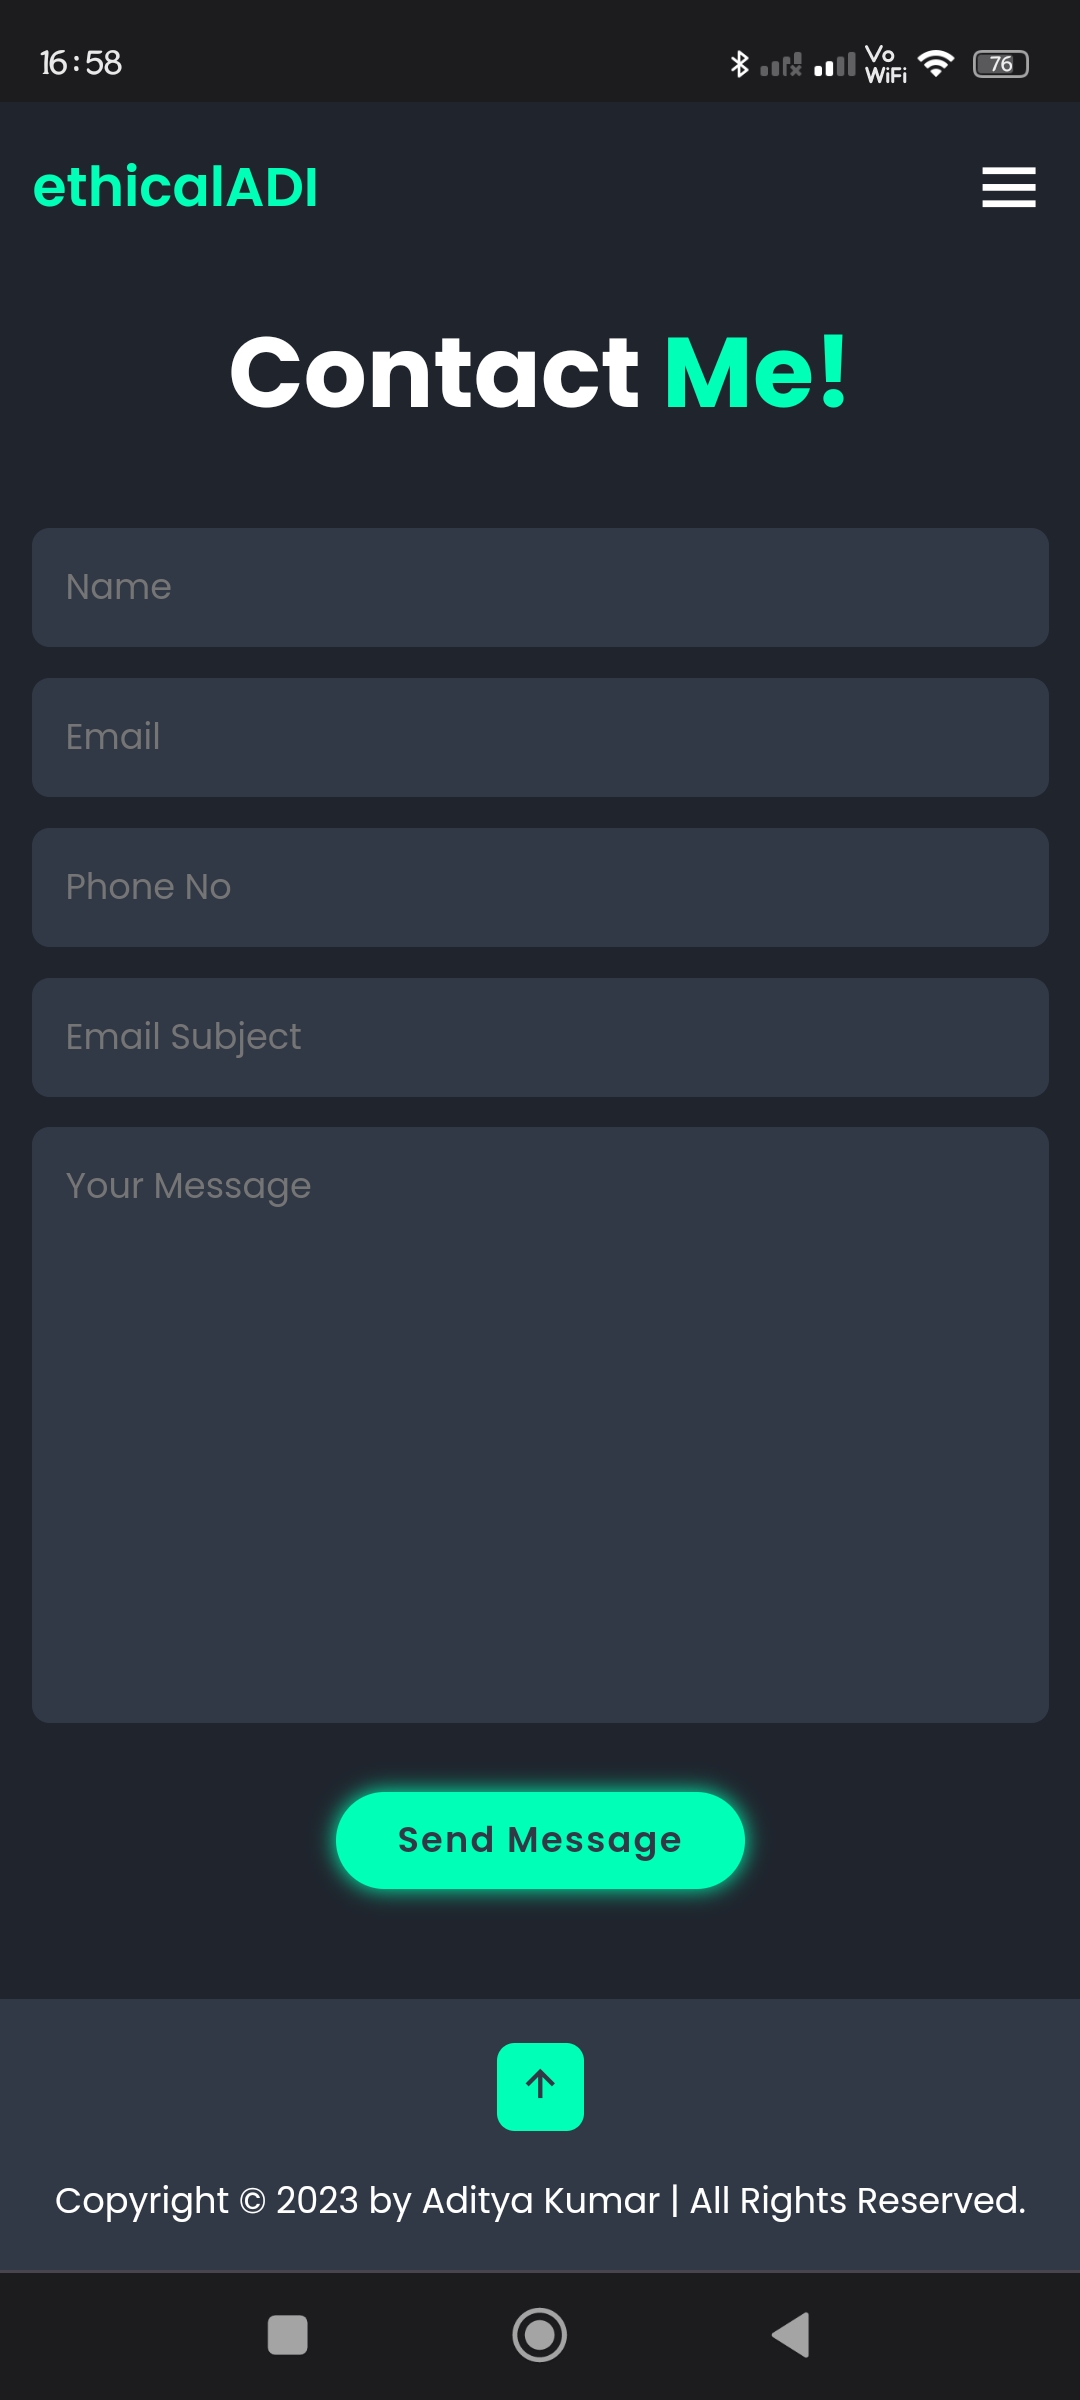 16:58
Vo
WiFi
76
ethicalADI
Contact Me!
Name
Email
Phone No
Email Subject
Your Message
Send Message
Copyright © 2023 by Aditya Kumar | All Rights Reserved.